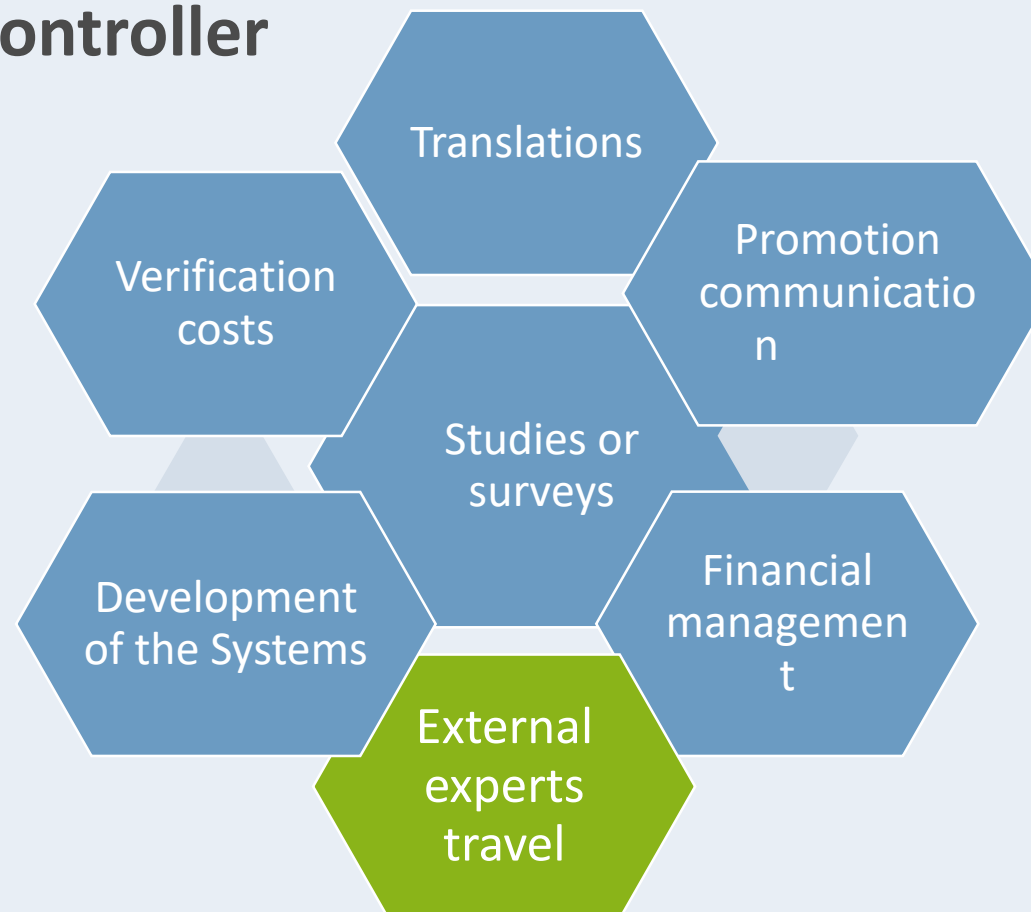 ontroller
Translations
Promotion
communicatio
n
Verification
costs
Studies or
surveys
Development
of the Systems
Financial
managemen
t
External
experts
travel